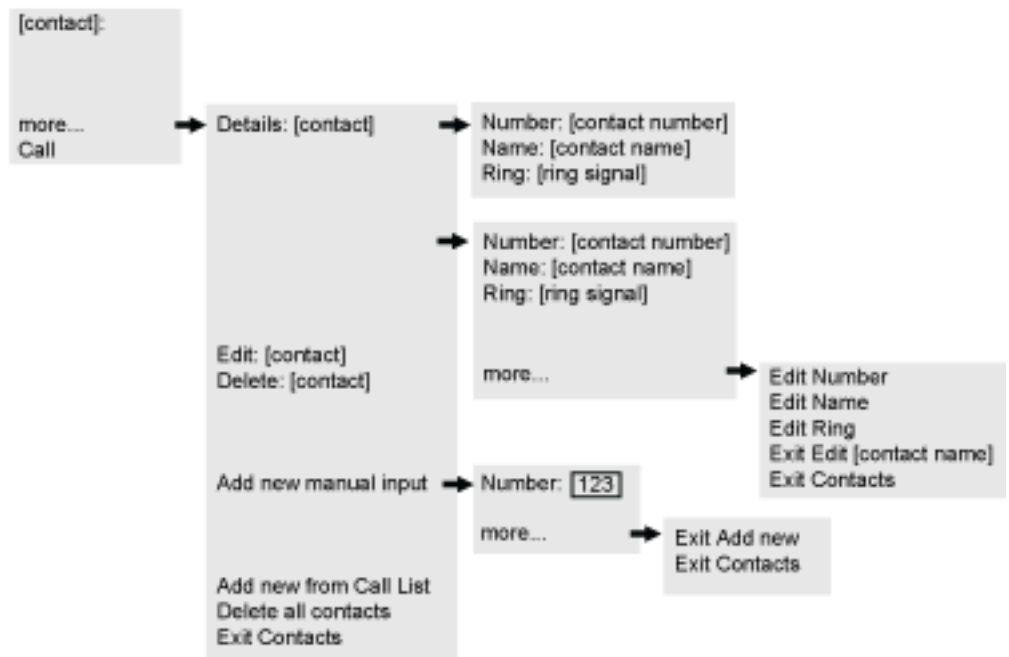 [contact]:
more...
Call
Details: [contact]
Edit: [contact]
Delete: [contact]
Add new manual input
Add new from Call List
Delete all contacts
Exit Contacts
Number: [contact number]
Name: [contact name]
Ring: [ring signal]
Number: [contact number]
Name: [contact name]
Ring: [ring signal]
more...
Edit Number
Edit Name
Edit Ring
Exit Edit [contact name]
Exit Contacts
Number: 123
more...
Exit Add new
Exit Contacts